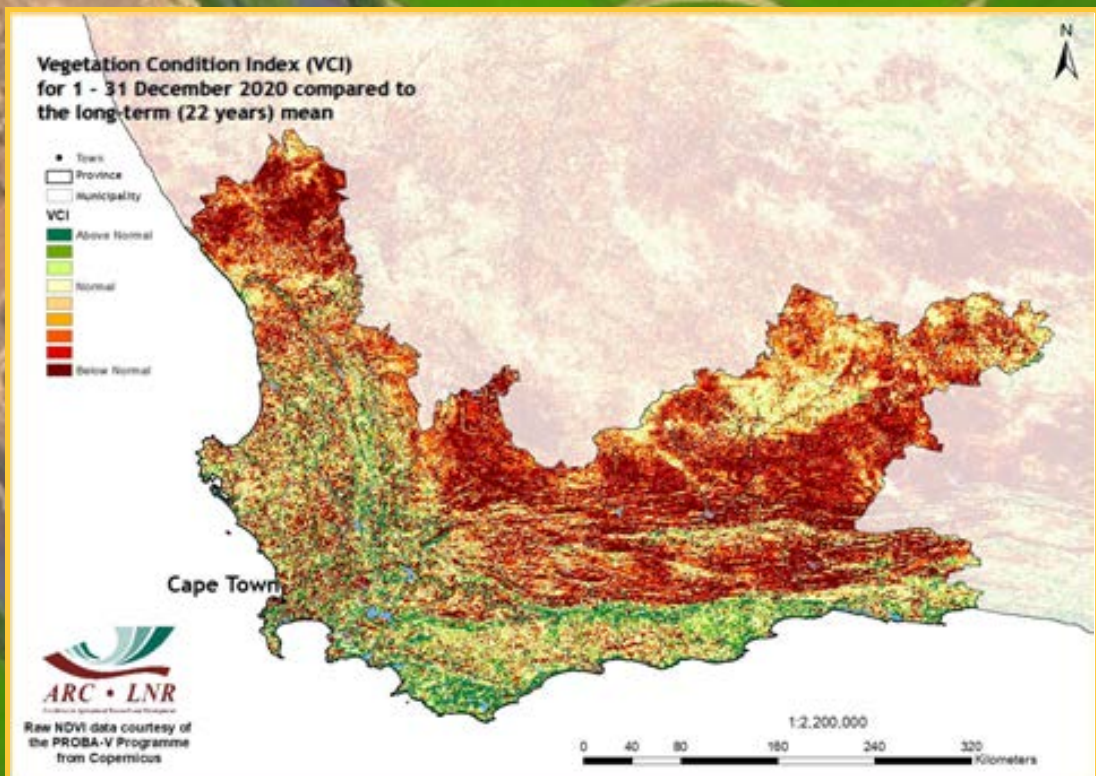 Vegetation Condition Index (VCI)
for 1 - 31 December 2020 compared to
the long-term (22 years) mean
N
Town
Province
Municipality
VCI
Above Normal
Normal
Below Normal
Cape Town
ARC • LNR
Raw NDVI data courtesy of
the PROBA-V Programme
from Copernicus
1:2,200,000
0 40 80 160 240 320
Kilometers